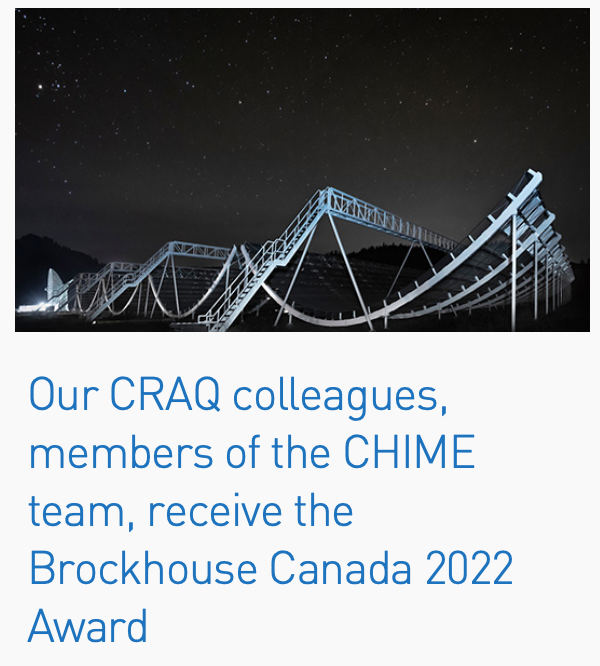 Our CRAQ colleagues,
members of the CHIME
team, receive the
Brockhouse Canada 2022
Award